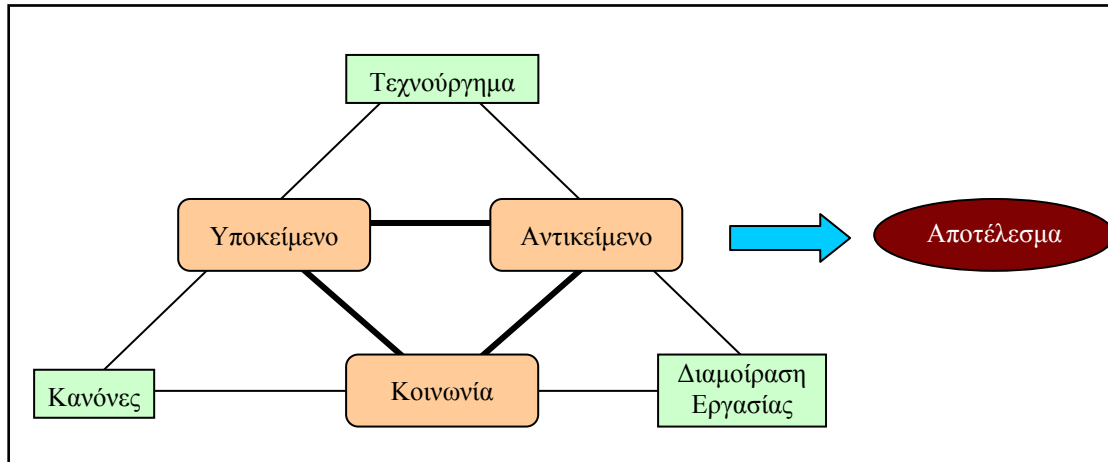 Τεχνούργημα
Υποκείμενο
Αντικείμενο
Αποτέλεσμα
Κανόνες
Κοινωνία
Διαμοίραση
Εργασίας